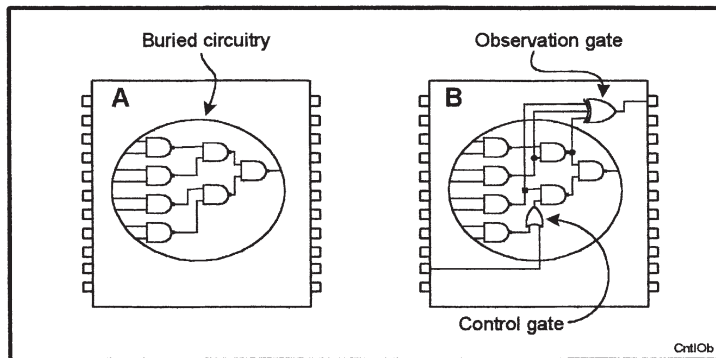 Buried circuitry
Observation gate
A
B
Control gate
CntlOb